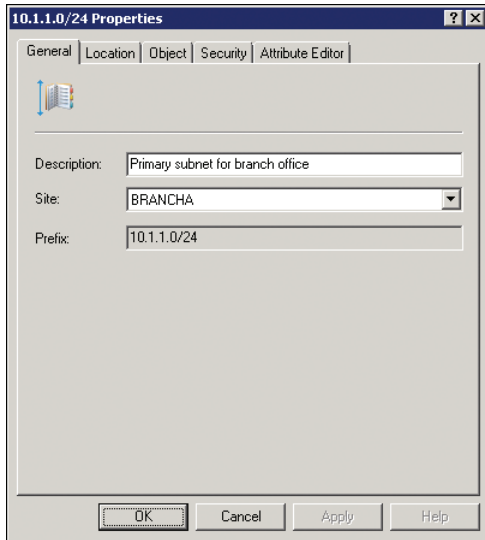 10.1.1.0/24 Properties ? X
General Location Object Security Attribute Editor
Description: Primary subnet for branch office
Site: BRANCHA
Prefix: 10.1.1.0/24
OK Cancel Apply Help